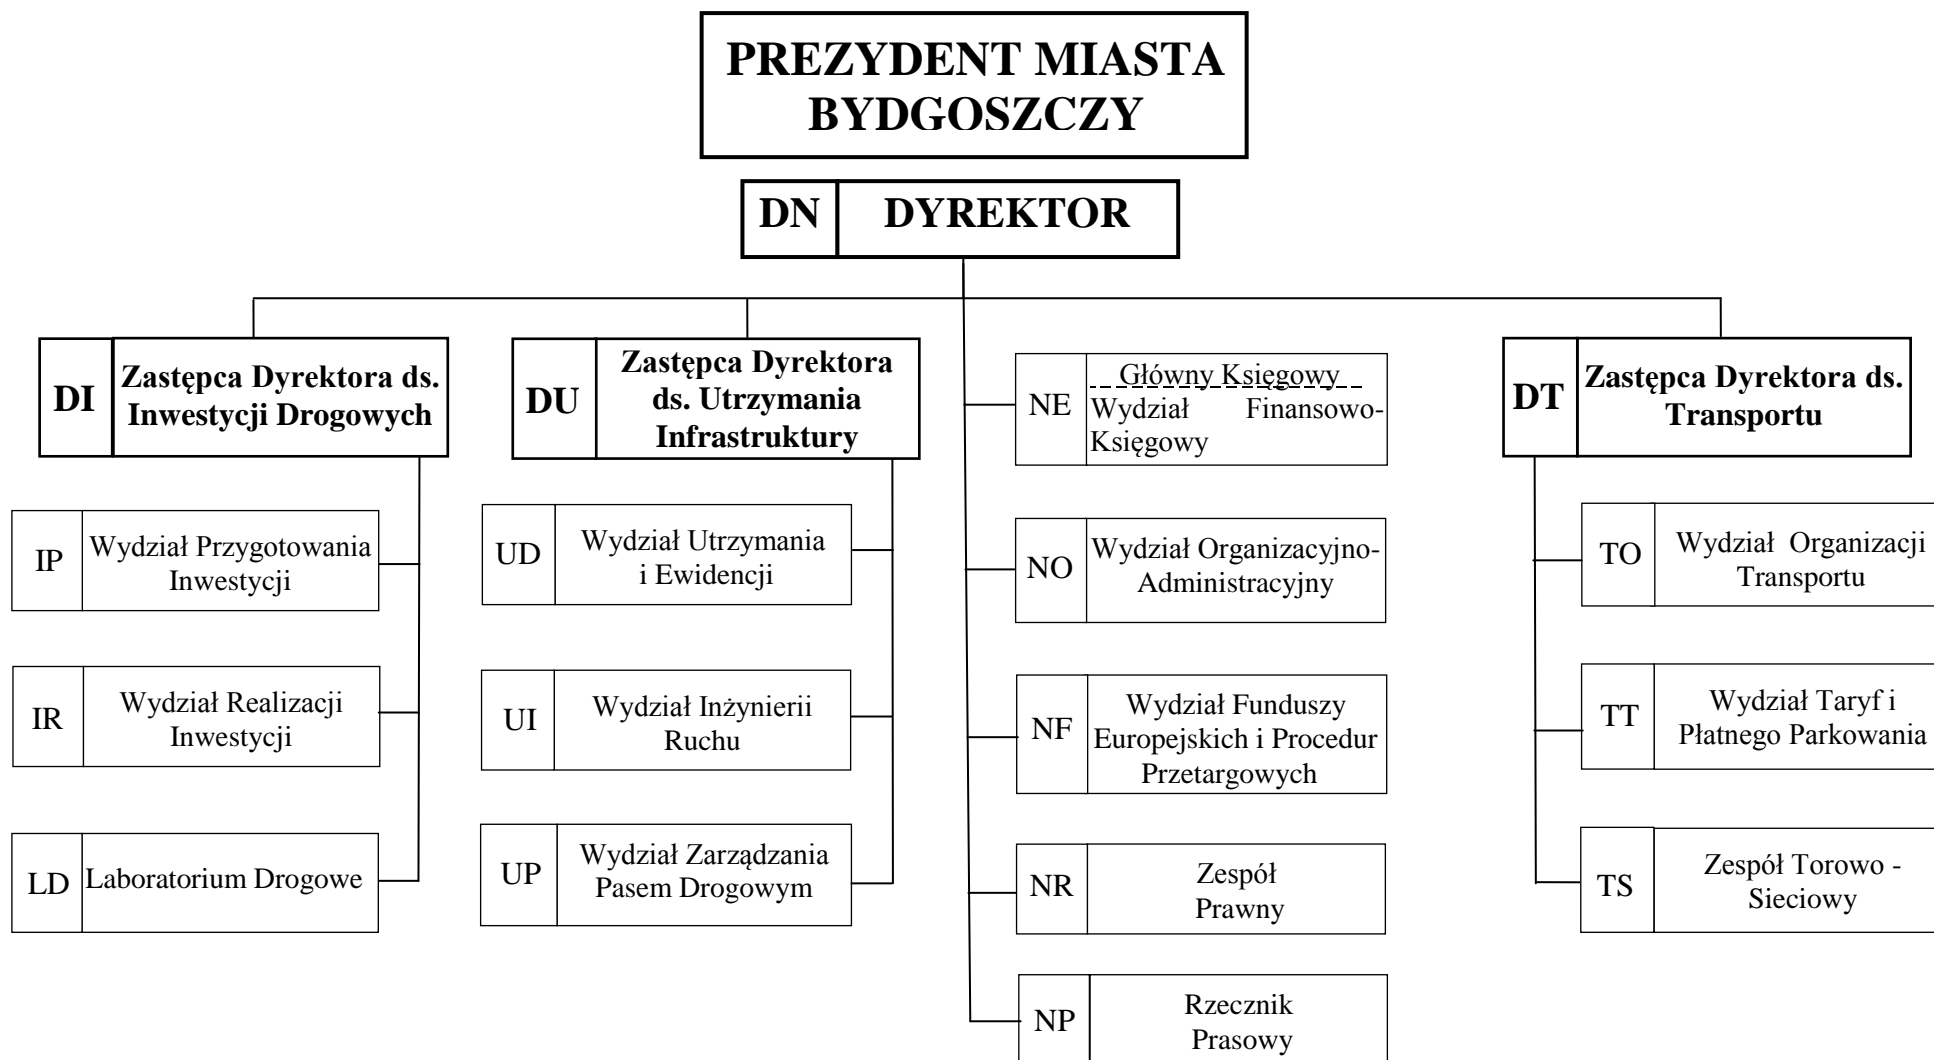 PREZYDENT MIASTA
BYDGOSZCZY
DN DYREKTOR
DI Zastępca Dyrektora ds.
Inwestycji Drogowych
IP Wydział Przygotowania
Inwestycji
IR Wydział Realizacji
Inwestycji
LD Laboratorium Drogowe
DU Zastępca Dyrektora
ds. Utrzymania
Infrastruktury
UD Wydział Utrzymania
i Ewidencji
UI Wydział Inżynierii
Ruchu
UP Wydział Zarządzania
Pasem Drogowym
NE Główny Księgowy
Wydział Finansowo-
Księgowy
NO Wydział Organizacyjno-
Administracyjny
NF Wydział Funduszy
Europejskich i Procedur
Przetargowych
NR Zespół
Prawny
NP Rzecznik
Prasowy
DT Zastępca Dyrektora ds.
Transportu
TO Wydział Organizacji
Transportu
TT Wydział Taryf i
Płatnego Parkowania
TS Zespół Torowo -
Sieciowy